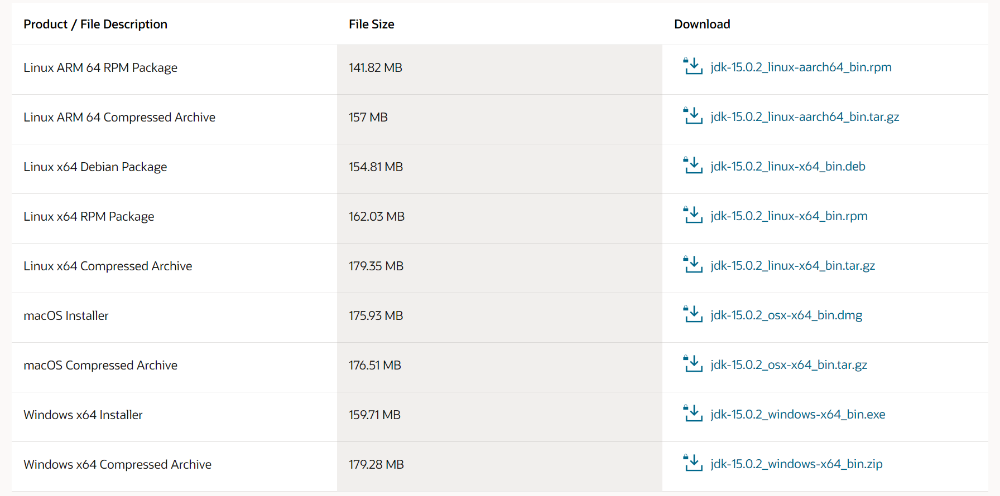 Product / File Description File Size Download
Linux ARM 64 RPM Package 141.82 MB jdk-15.0.2_linux-aarch64_bin.rpm
Linux ARM 64 Compressed Archive 157 MB jdk-15.0.2_linux-aarch64_bin.tar.gz
Linux x64 Debian Package 154.81 MB jdk-15.0.2_linux-x64_bin.deb
Linux x64 RPM Package 162.03 MB jdk-15.0.2_linux-x64_bin.rpm
Linux x64 Compressed Archive 179.35 MB jdk-15.0.2_linux-x64_bin.tar.gz
macOS Installer 175.93 MB jdk-15.0.2_osx-x64_bin.dmg
macOS Compressed Archive 176.51 MB jdk-15.0.2_osx-x64_bin.tar.gz
Windows x64 Installer 159.71 MB jdk-15.0.2_windows-x64_bin.exe
Windows x64 Compressed Archive 179.28 MB jdk-15.0.2_windows-x64_bin.zip